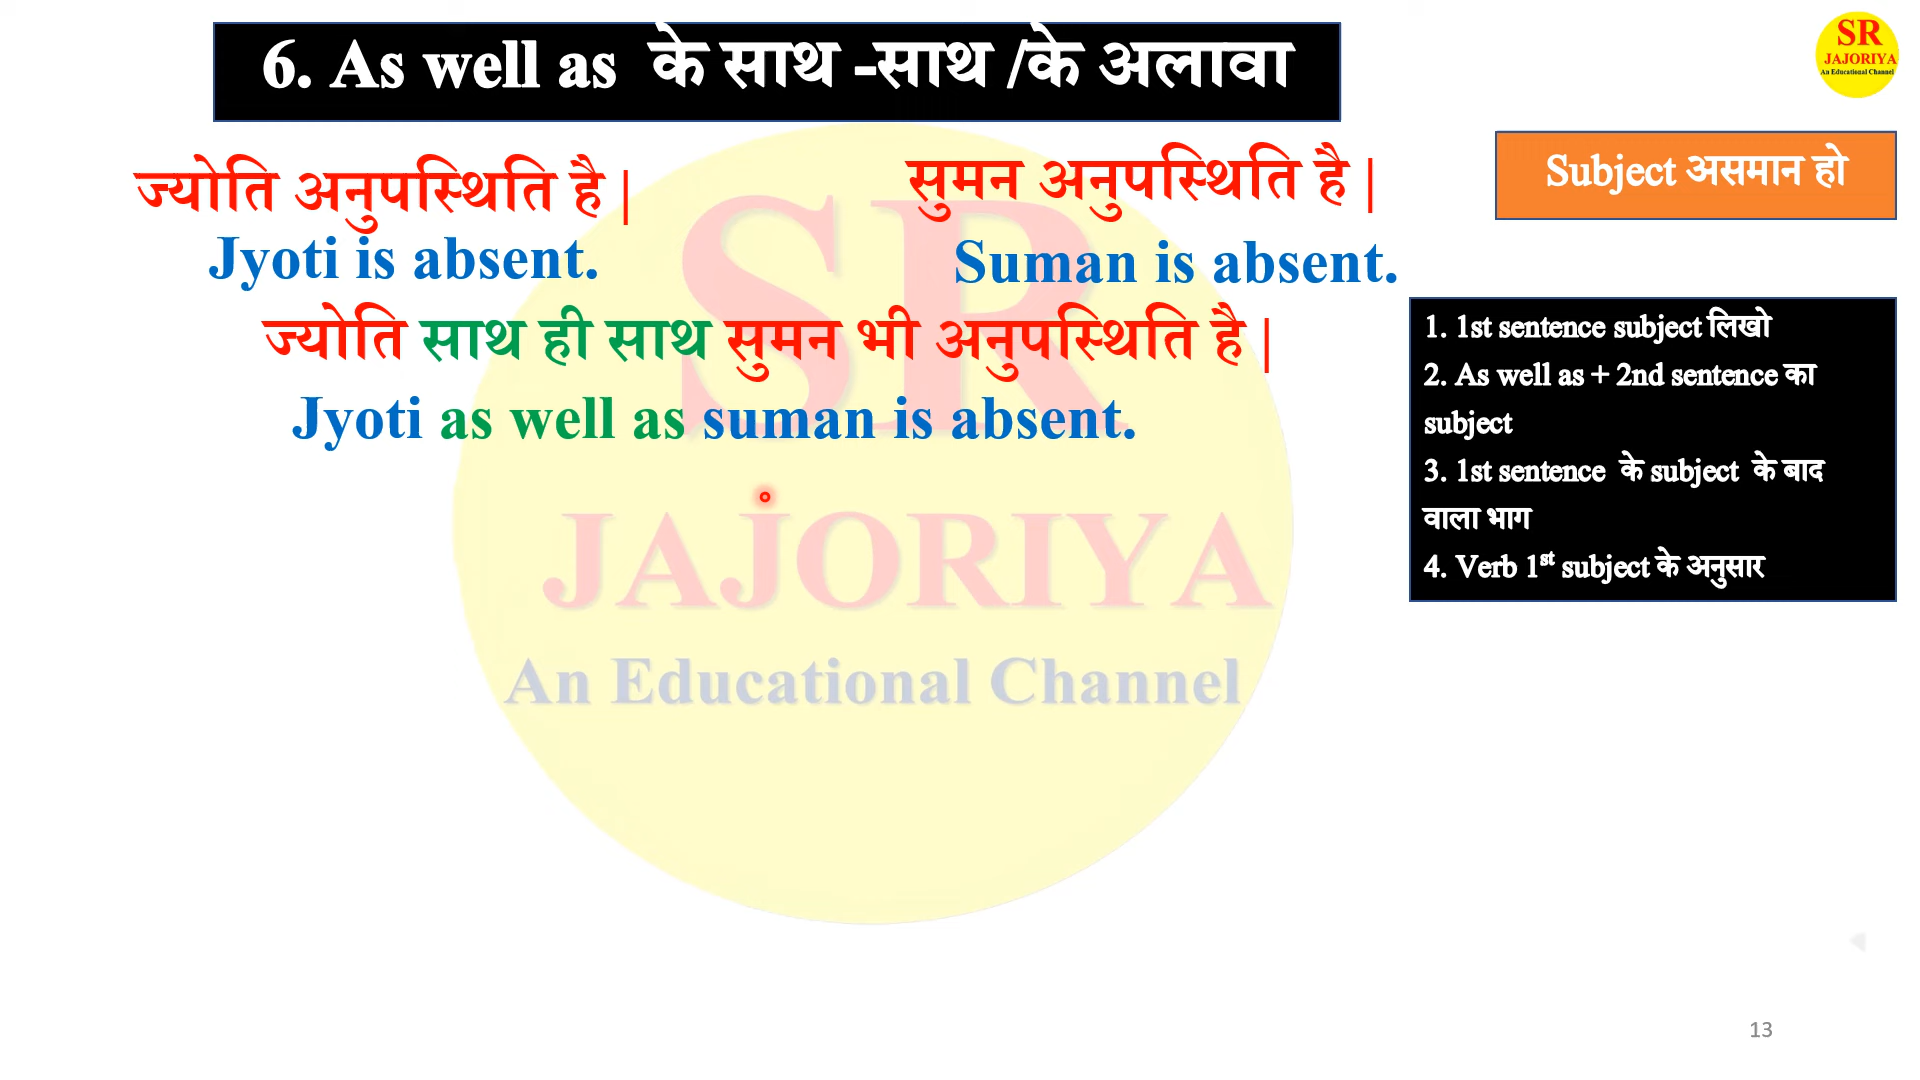 6. As well as के साथ -साथ /के अलावा
SR
JAJORIYA
An Educational Channel
ज्योति अनुपस्थिति है |
सुमन अनुपस्थिति है |
Subject असमान हो
Jyoti is absent.
Suman is absent.
ज्योति साथ ही साथ सुमन भी अनुपस्थिति है |
Jyoti as well as suman is absent.
1. 1st sentence subject लिखो
2. As well as + 2nd sentence का
subject
3. 1st sentence के subject के बाद
वाला भाग
4. Verb 1st subject के अनुसार
SR
JAJORIYA
An Educational Channel
13